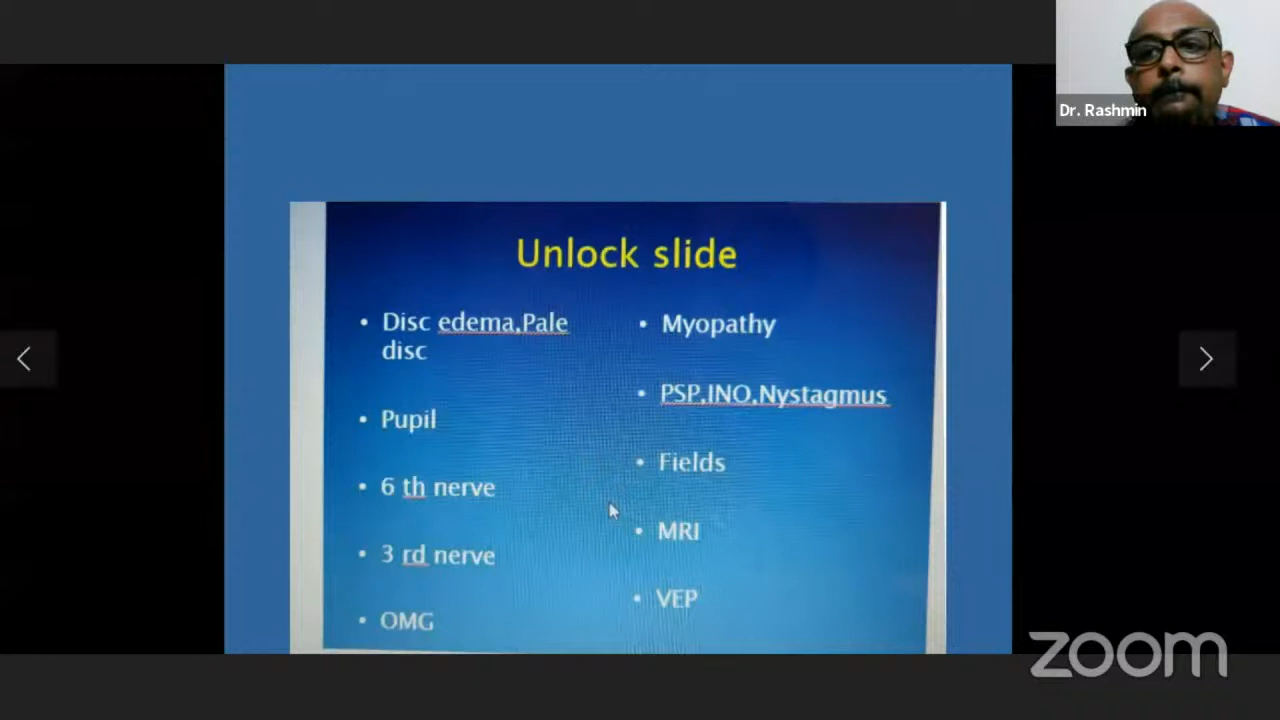 Dr. Rashmin
Unlock slide
• Disc edema,Pale
disc
• Pupil
• 6 th nerve
• 3 rd nerve
• OMG
• Myopathy
• PSP,INO,Nystagmus
• Fields
• MRI
• VEP
zoom